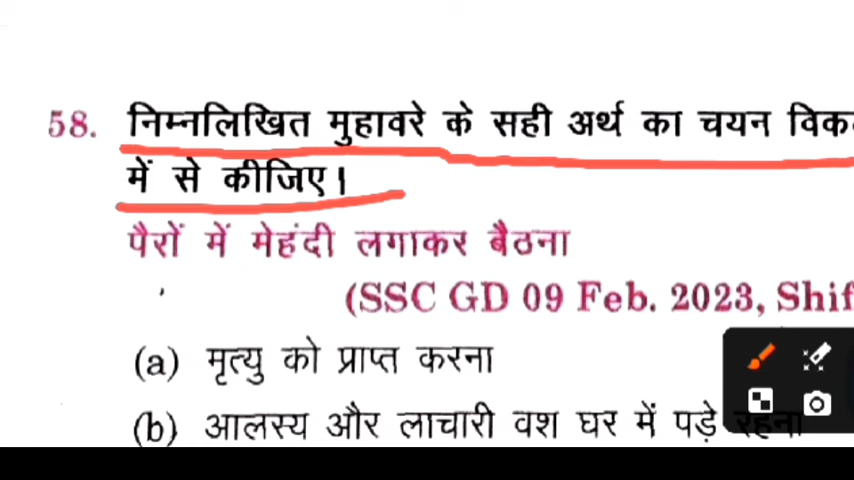 58. निम्नलिखित मुहावरे के सही अर्थ का चयन
में से कीजिए।
पैरों में मेहंदी लगाकर बैठना
(SSC GD 09 Feb. 2023,
(a) मृत्यु को प्राप्त करना
(b) आलस्य और लाचारी वश घर में पड़े रहना